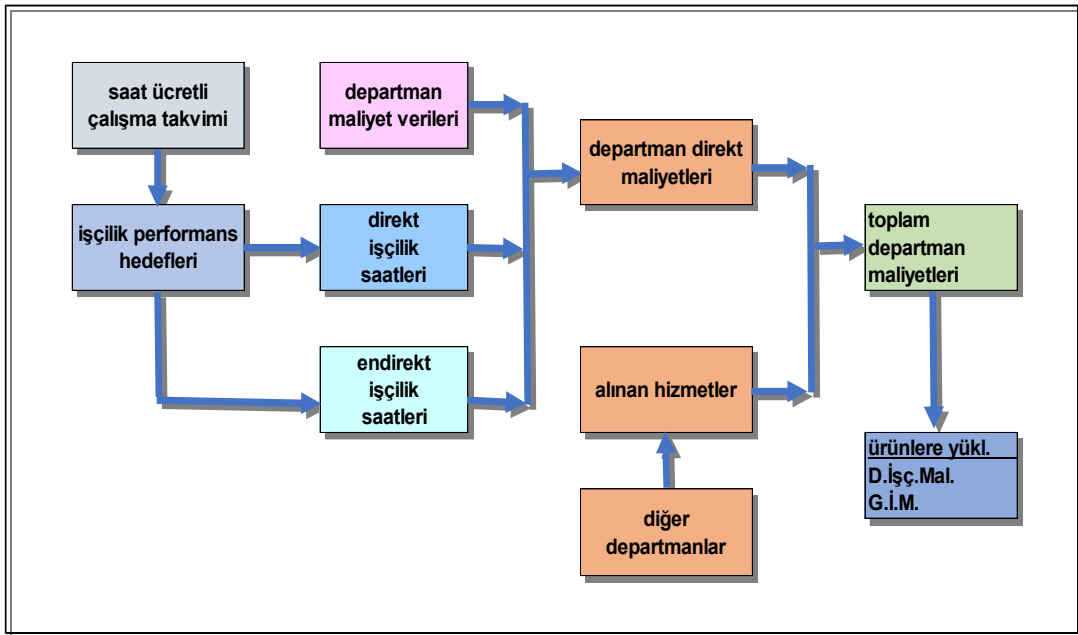 saat ücretli
çalışma takvimi
departman
maliyet verileri
departman direkt
maliyetleri
işçilik performans
hedefleri
direkt
işçilik
saatleri
toplam
departman
maliyetleri
endirekt
işçilik
saatleri
alınan hizmetler
ürünlere yükl.
D.İşç.Mal.
G.İ.M.
diğer
departmanlar